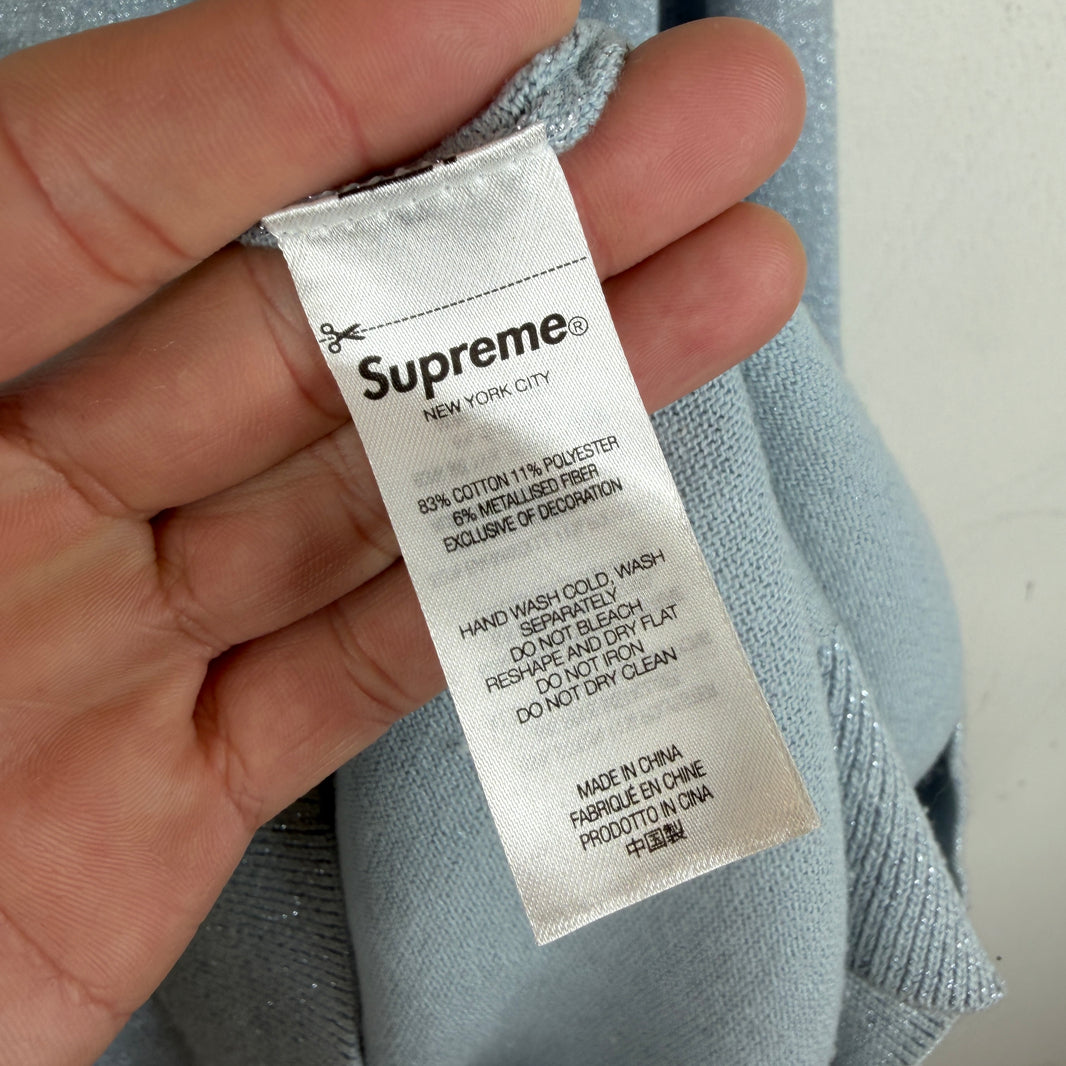 Supreme®
NEW YORK CITY
83% COTTON 11% POLYESTER
6% METALLISED FIBER
EXCLUSIVE OF DECORATION
HAND WASH COLD, WASH
SEPARATELY
DO NOT BLEACH
RESHAPE AND DRY FLAT
DO NOT IRON
DO NOT DRY CLEAN
MADE IN CHINA
FABRIQUÉ EN CHINE
PRODOTTO IN CINA
中国製